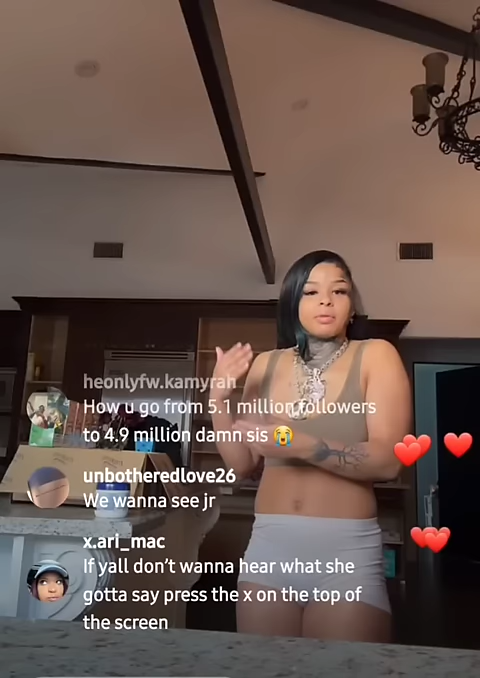 heonlyfw.kamyrah
How u go from 5.1 million followers
to 4.9 million damn sis 😭
unbotheredlove26
We wanna see jr
x.ari_mac
If yall don't wanna hear what she
gotta say press the x on the top of
the screen